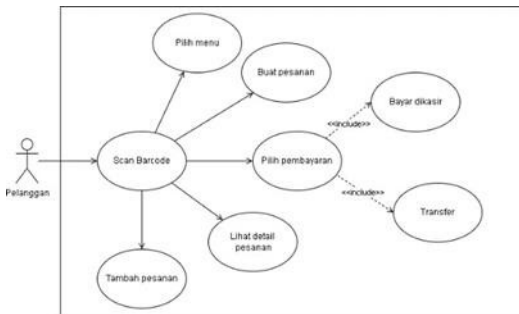 Pilih menu
Buat pesanan
Bayar dikasir
<<include>>
Scan Barcode
Pilih pembayaran
Pelanggan
<<include>>
Transfer
Lihat detail
pesanan
Tambah pesanan